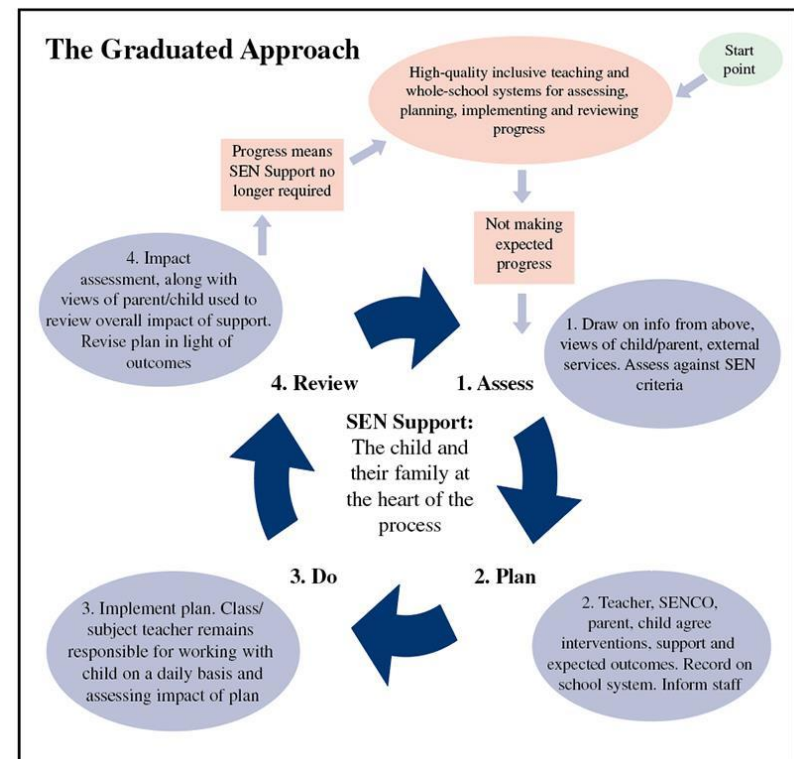 The Graduated Approach
Start
point
High-quality inclusive teaching and
whole-school systems for assessing,
planning, implementing and reviewing
progress
Progress means
SEN Support no
longer required
Not making
expected
progress
4. Impact
assessment, along with
views of parent/child used to
review overall impact of support.
Revise plan in light of
outcomes
1. Draw on info from above,
views of child/parent, external
services. Assess against SEN
criteria
4. Review
1. Assess
SEN Support:
The child and
their family at
the heart of the
process
3. Do
2. Plan
3. Implement plan. Class/
subject teacher remains
responsible for working with
child on a daily basis and
assessing impact of plan
2. Teacher, SENCO,
parent, child agree
interventions, support and
expected outcomes. Record on
school system. Inform staff